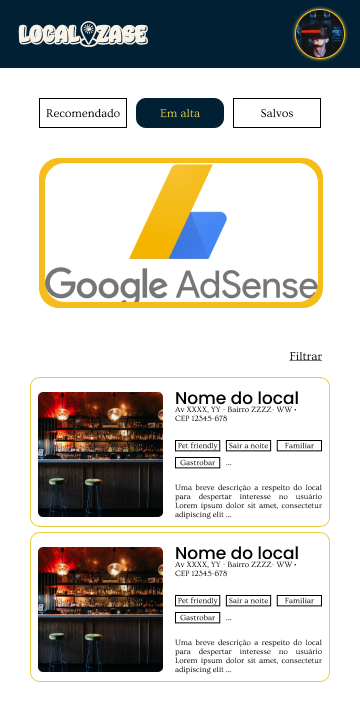 LOCALZASE
Recomendado
Em alta
Salvos
Google AdSense
Filtrar
Nome do local
Av XXXX, YY - Bairro ZZZZ- WW •
CEP 12345-678
Pet friendly
Sair a noite
Familiar
Gastrobar
...
Uma breve descrição a respeito do local
para despertar interesse no usuário
Lorem ipsum dolor sit amet, consectetur
adipiscing elit ...
Nome do local
Av XXXX, YY - Bairro ZZZZ- WW •
CEP 12345-678
Pet friendly
Sair a noite
Familiar
Gastrobar
...
Uma breve descrição a respeito do local
para despertar interesse no usuário
Lorem ipsum dolor sit amet, consectetur
adipiscing elit ...